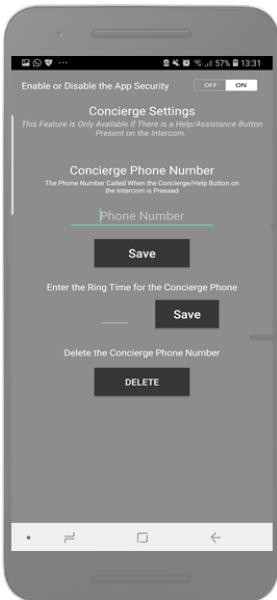 57% 13:31
Enable or Disable the App Security OFF ON
Concierge Settings
This Feature is Only Available if There is a Help/Assistance Button
Present on the Intercom.
Concierge Phone Number
The Phone Number Called When the Concierge/Help Button on
the Intercom is Pressed
Phone Number
Save
Enter the Ring Time for the Concierge Phone
Save
Delete the Concierge Phone Number
DELETE